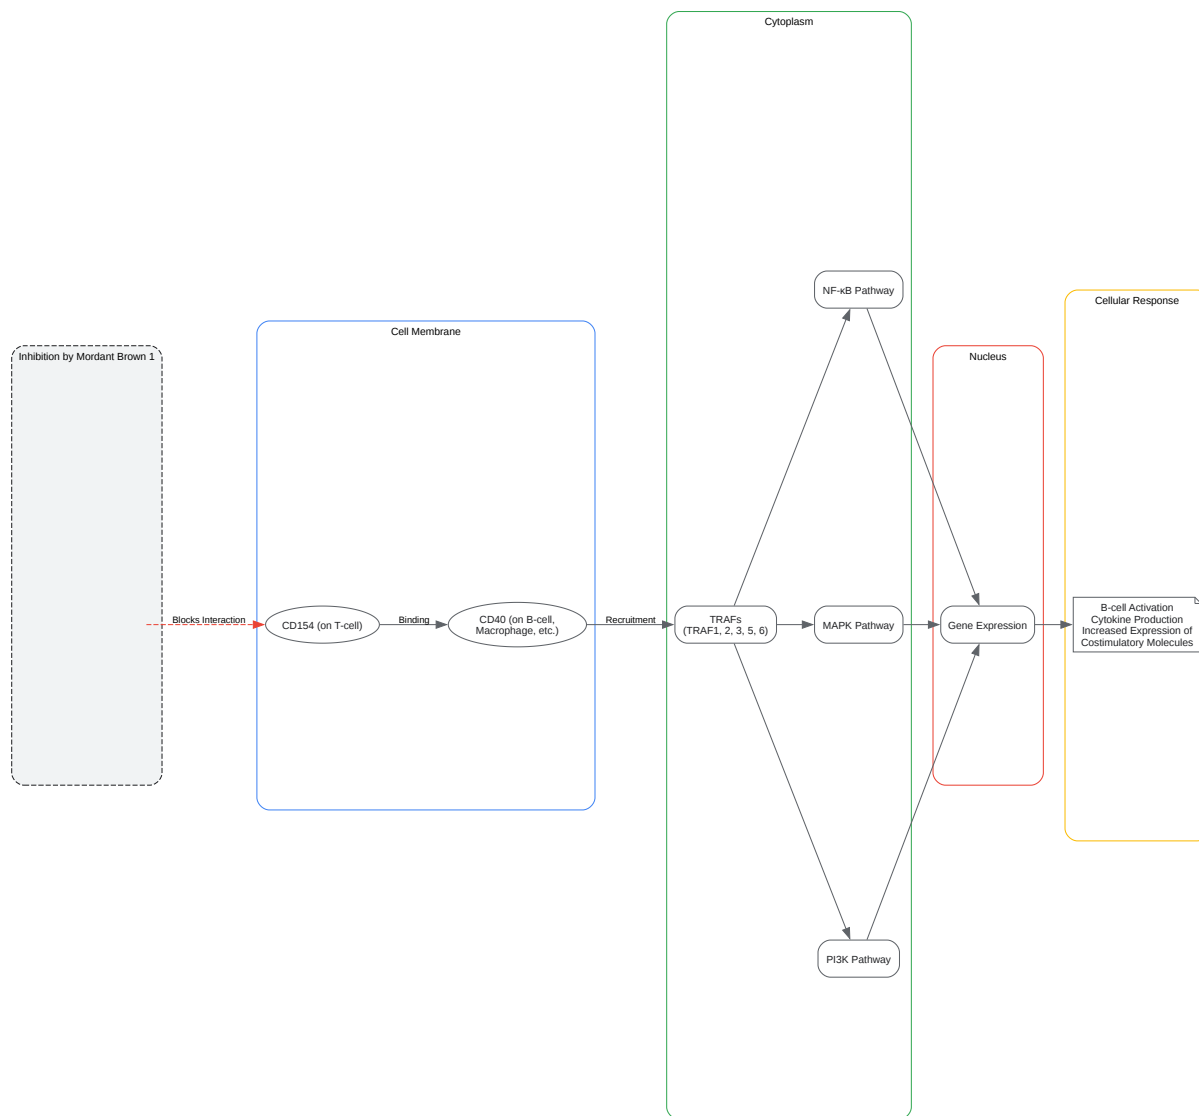 Cytoplasm
NF-κB Pathway
Cellular Response
Cell Membrane
Inhibition by Mordant Brown 1
Nucleus
Blocks Interaction
CD154 (on T-cell)
Binding
CD40 (on B-cell,
Macrophage, etc.)
Recruitment
TRAFs
(TRAF1, 2, 3, 5, 6)
MAPK Pathway
Gene Expression
B-cell Activation
Cytokine Production
Increased Expression of
Costimulatory Molecules
PI3K Pathway